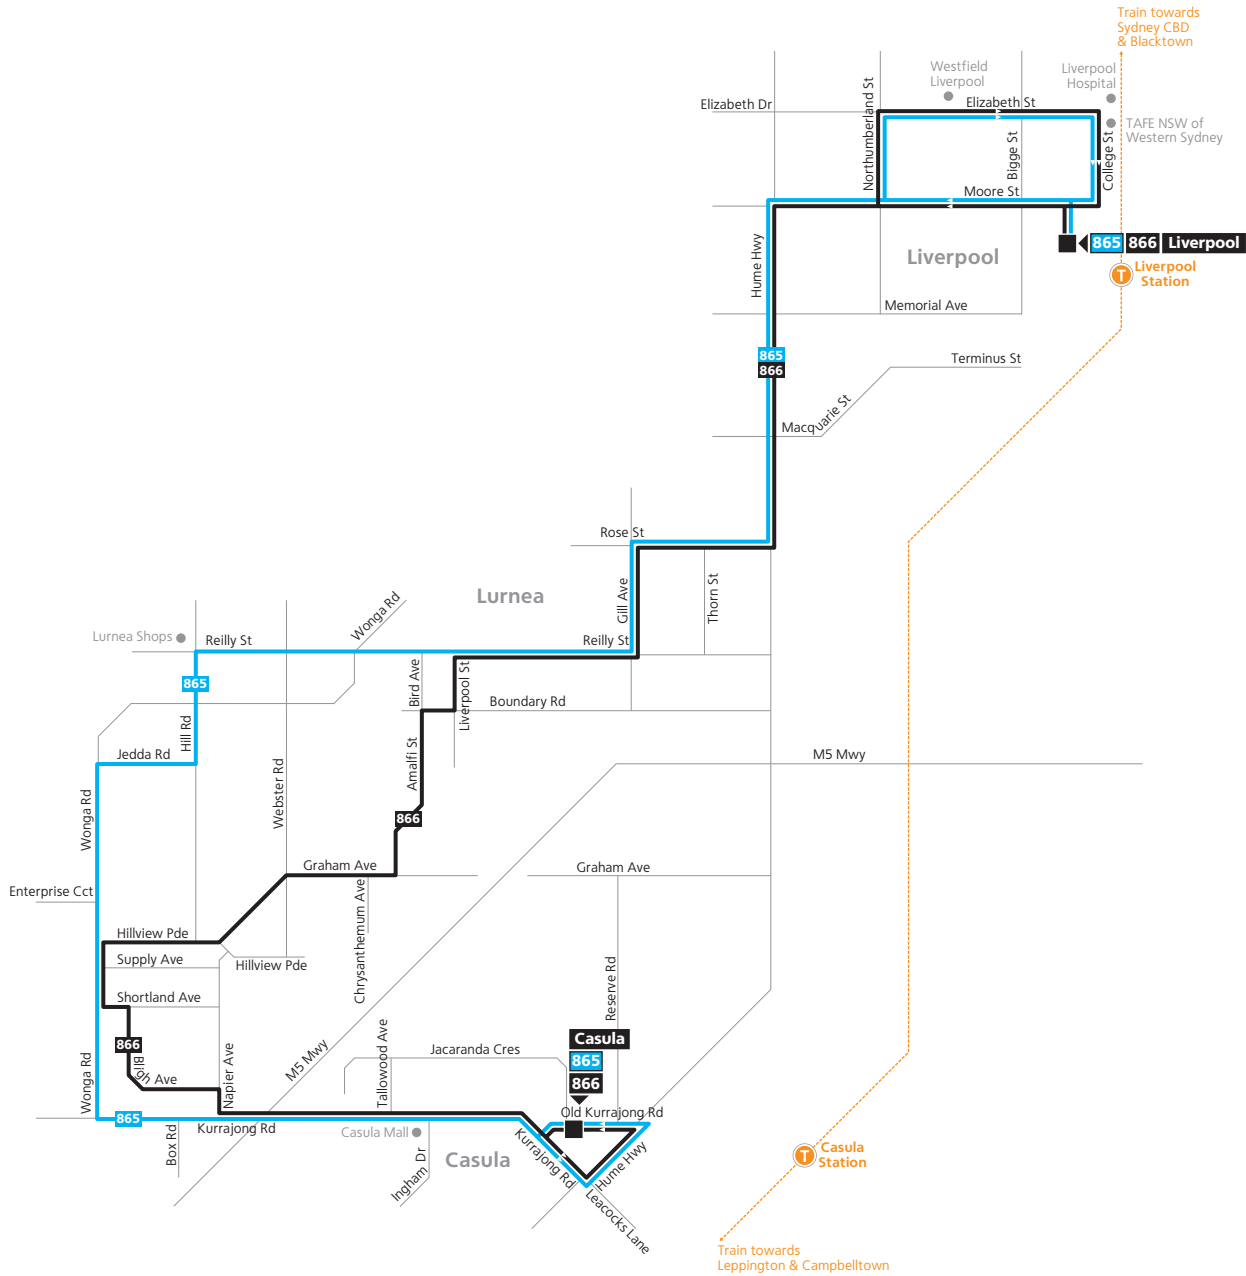 Train towards
Sydney CBD
& Blacktown
Westfield
Liverpool
Liverpool
Hospital
Elizabeth Dr
Northumberland St
Elizabeth St
TAFE NSW of
Western Sydney
Bigge St
College St
Moore St
Hume Hwy
Liverpool
865 866 Liverpool
Liverpool
Station
Memorial Ave
865
866
Terminus St
Macquarie St
Rose St
Gill Ave
Thorn St
Lurnea
Wonga Rd
Lurnea Shops
Reilly St
Reilly St
865
Bird Ave
Liverpool St
Boundary Rd
Hill Rd
Jedda Rd
Amalfi St
M5 Mwy
Webster Rd
Wonga Rd
866
Graham Ave
Graham Ave
Enterprise Cct
Chrysanthemum Ave
Hillview Pde
Supply Ave
Hillview Pde
Reserve Rd
Shortland Ave
866
Casula
865
866
Bligh Ave
Napier Ave
M5 Mwy
Jacaranda Cres
Tallowood Ave
Wonga Rd
865
Kurrajong Rd
Old Kurrajong Rd
Box Rd
Casula Mall
Ingham Dr
Casula
Kurrajong Rd
Hume Hwy
Leacocks Lane
Casula
Station
Train towards
Leppington & Campbelltown
T
T